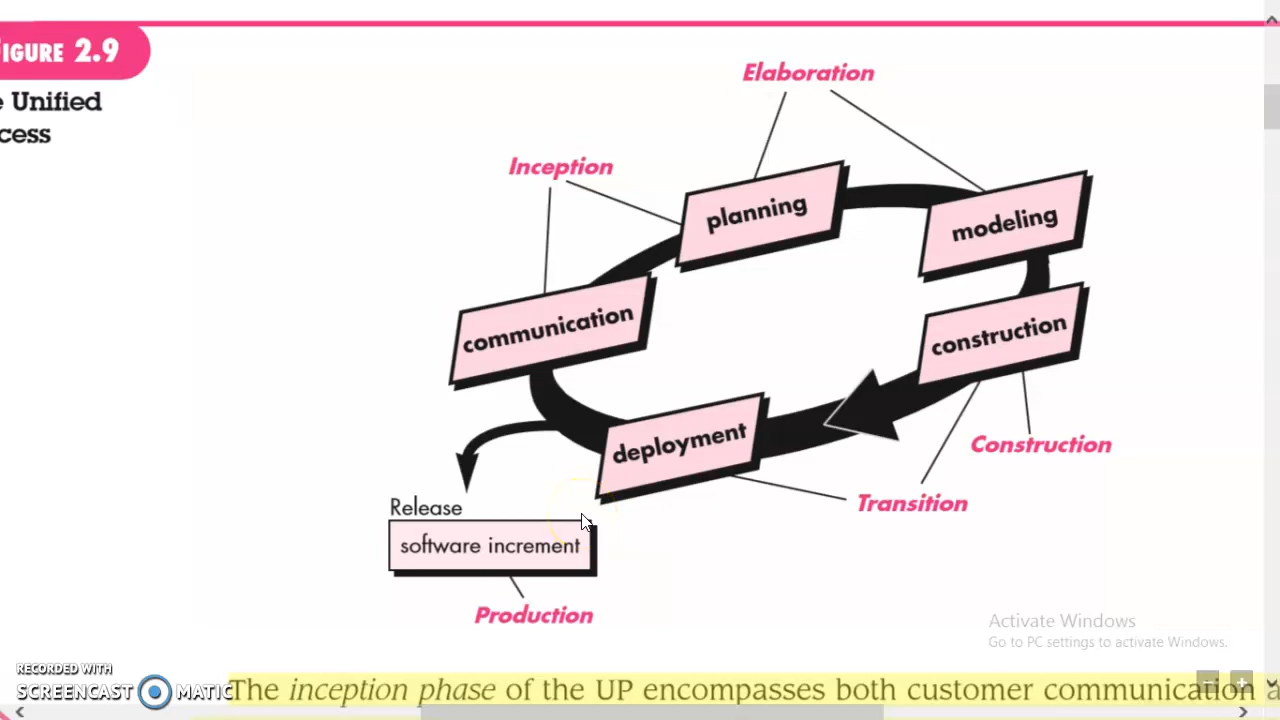 FIGURE 2.9
e Unified
cess
Elaboration
Inception
planning
modeling
communication
construction
deployment
Construction
Transition
Release
software increment
Production
Activate Windows
Go to PC settings to activate Windows.
RECORDED WITH
SCREENCAST MATIC
The inception phase of the UP encompasses both customer communication a